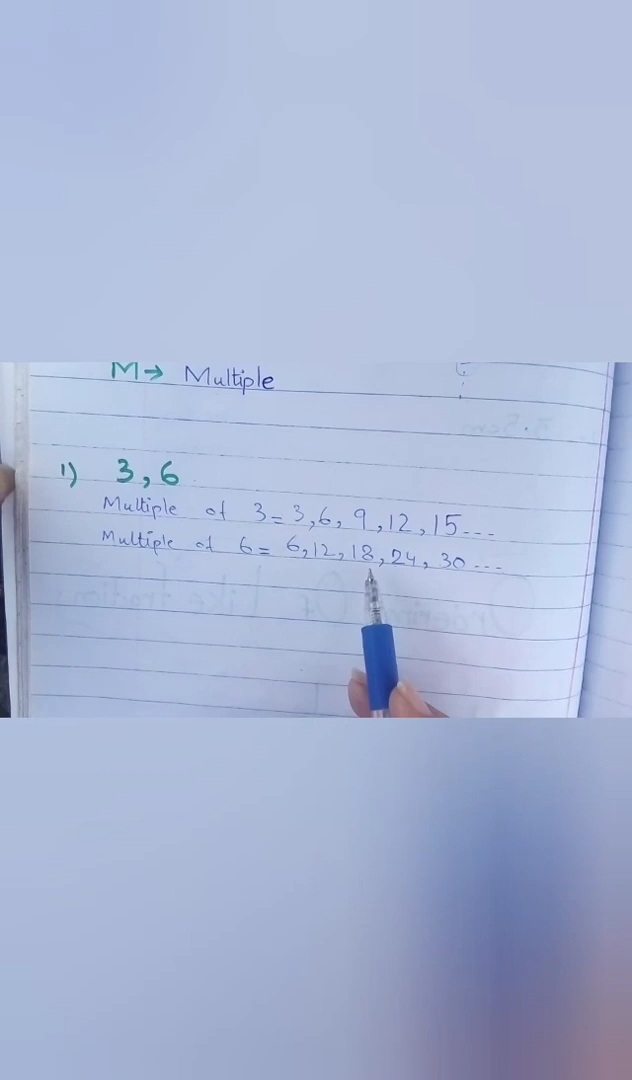 M→ Multiple
1) 3,6
Multiple of 3=3,6,9,12,15---
Multiple of 6= 6,12,18,24,30---